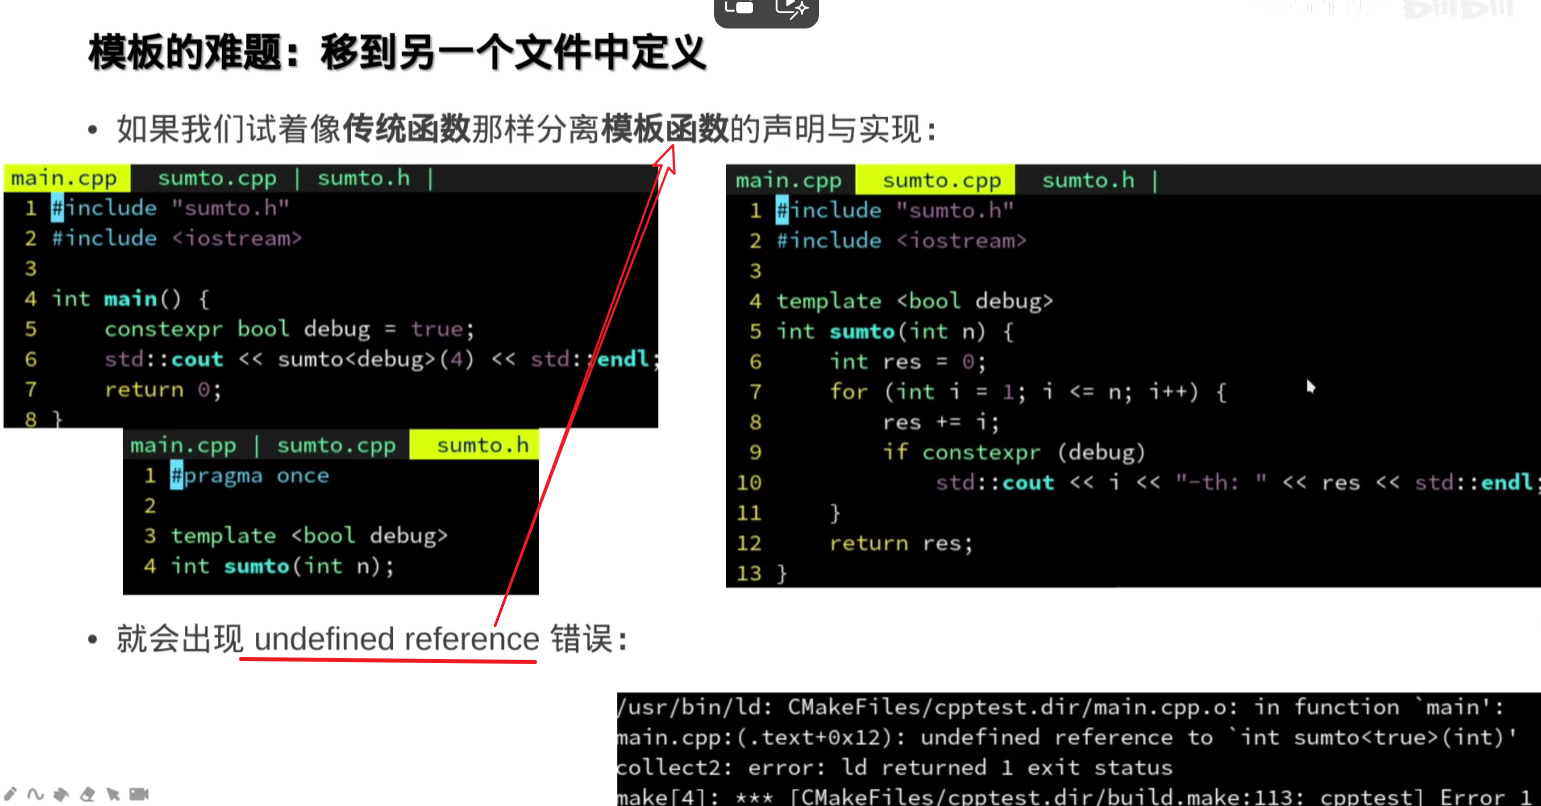 模板的难题：移到另一个文件中定义
• 如果我们试着像传统函数那样分离模板函数的声明与实现：
main.cpp sumto.cpp | sumto.h |
1 #include "sumto.h"
2 #include <iostream>
3
4 int main() {
5     constexpr bool debug = true;
6     std::cout << sumto<debug>(4) << std::endl;
7     return 0;
8 }
main.cpp | sumto.cpp sumto.h
1 #pragma once
2
3 template <bool debug>
4 int sumto(int n);
main.cpp sumto.cpp sumto.h |
1 #include "sumto.h"
2 #include <iostream>
3
4 template <bool debug>
5 int sumto(int n) {
6     int res = 0;
7     for (int i = 1; i <= n; i++) {
8         res += i;
9         if constexpr (debug)
10             std::cout << i << "-th: " << res << std::endl;
11     }
12     return res;
13 }
• 就会出现 undefined reference 错误：
/usr/bin/ld: CMakeFiles/cpptest.dir/main.cpp.o: in function `main':
main.cpp:(.text+0x12): undefined reference to `int sumto<true>(int)'
collect2: error: ld returned 1 exit status
make[4]: *** [CMakeFiles/cpptest.dir/build.make:113: cpptest] Error 1